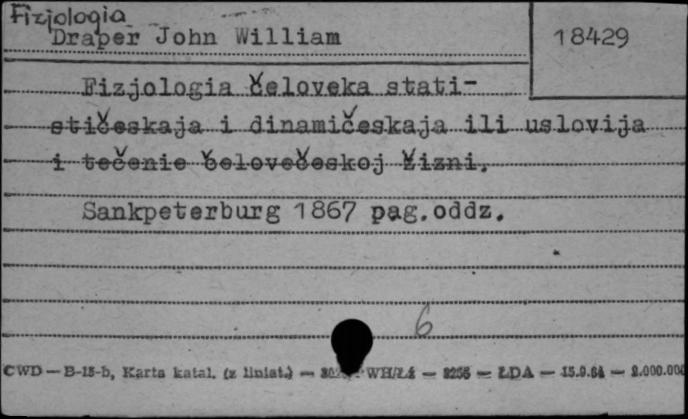 Fizjologia
Draper John William
18429
Fizjologia čeloveka stati-
stičeskaja i dinamičeskaja ili uslovija
i tečenie čelovečeskoj žizni.
Sankpeterburg 1867 pag.oddz.
6
CWD — B-15-b, Karta katal. (z liniat.) — WH/Łź — 8255 — ŁDA — 15.9.64 — 2.000.000